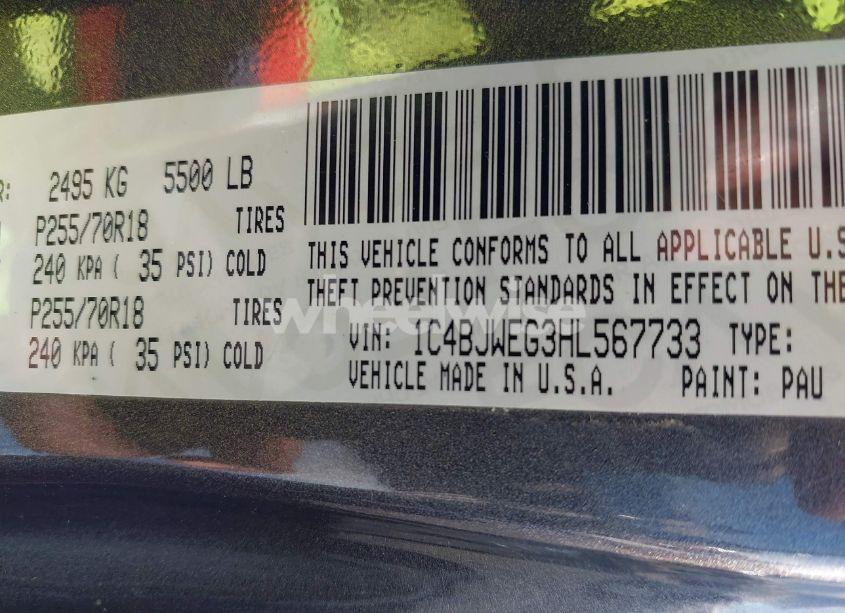 R: 2495 KG 5500 LB
P255/70R18 TIRES
240 KPA ( 35 PSI) COLD
P255/70R18 TIRES
240 KPA ( 35 PSI) COLD
THIS VEHICLE CONFORMS TO ALL APPLICABLE U.S
THEFT PREVENTION STANDARDS IN EFFECT ON THE
VIN: 1C4BJWEG3HL567733 TYPE:
VEHICLE MADE IN U.S.A. PAINT: PAU
wheelwise